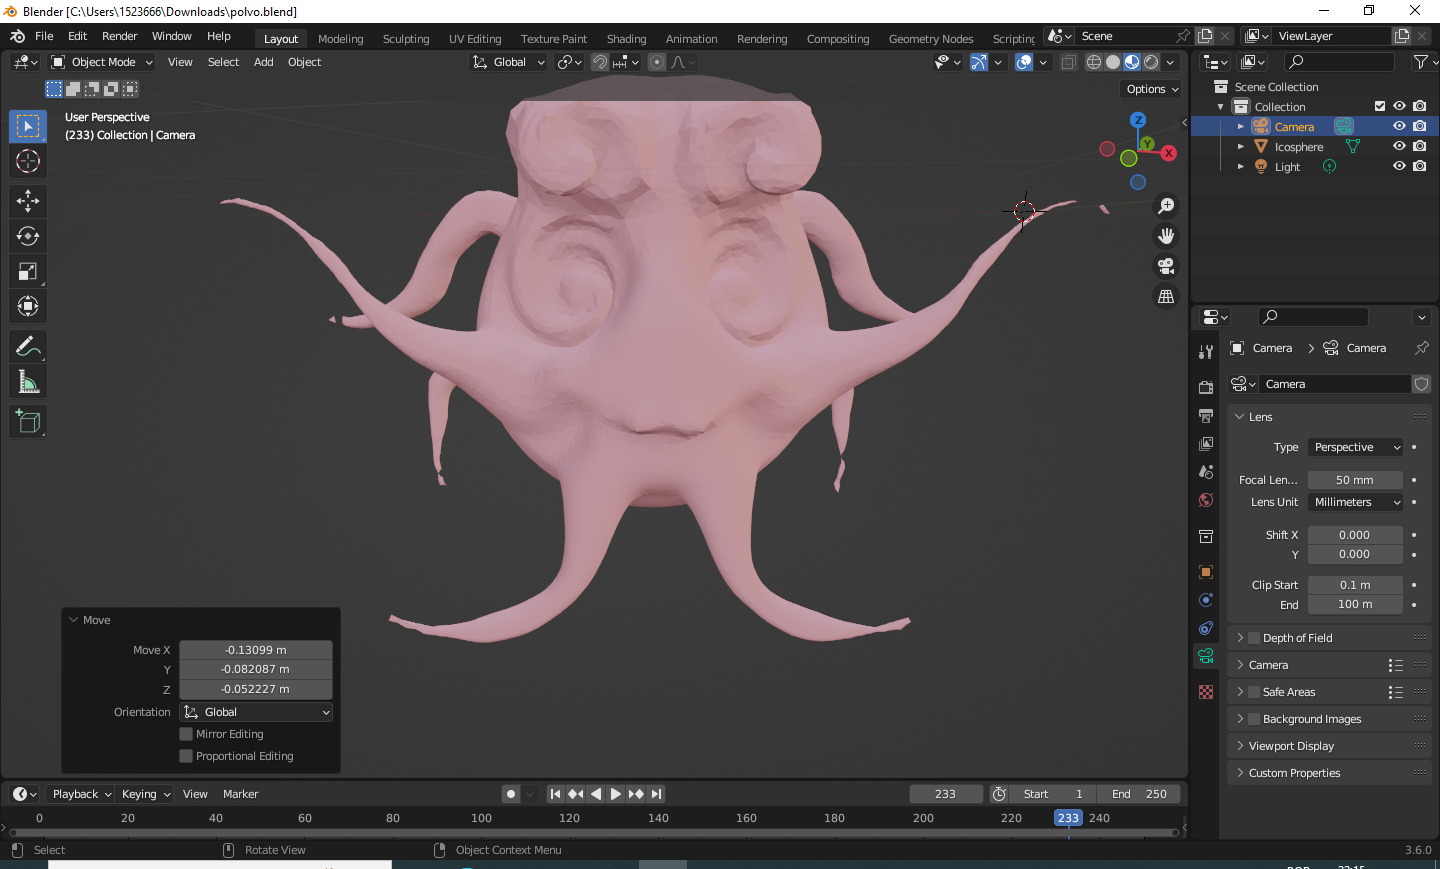 Blender [C:\Users\1523666\Downloads\polvo.blend]
File Edit Render Window Help Layout Modeling Sculpting UV Editing Texture Paint Shading Animation Rendering Compositing Geometry Nodes Scripting Scene ViewLayer
Object Mode View Select Add Object Global
Options
User Perspective
(233) Collection | Camera
Z
Y
X
Scene Collection
Collection
Camera
Icosphere
Light
Camera > Camera
Camera
Lens
Type Perspective
Focal Len... 50 mm
Lens Unit Millimeters
Shift X 0.000
Y 0.000
Clip Start 0.1 m
End 100 m
Depth of Field
Camera
Safe Areas
Background Images
Viewport Display
Custom Properties
Move
Move X -0.13099 m
Y -0.082087 m
Z -0.052227 m
Orientation Global
Mirror Editing
Proportional Editing
Playback Keying View Marker 233 Start 1 End 250
0 20 40 60 80 100 120 140 160 180 200 220 233 240
Select Rotate View Object Context Menu 3.6.0